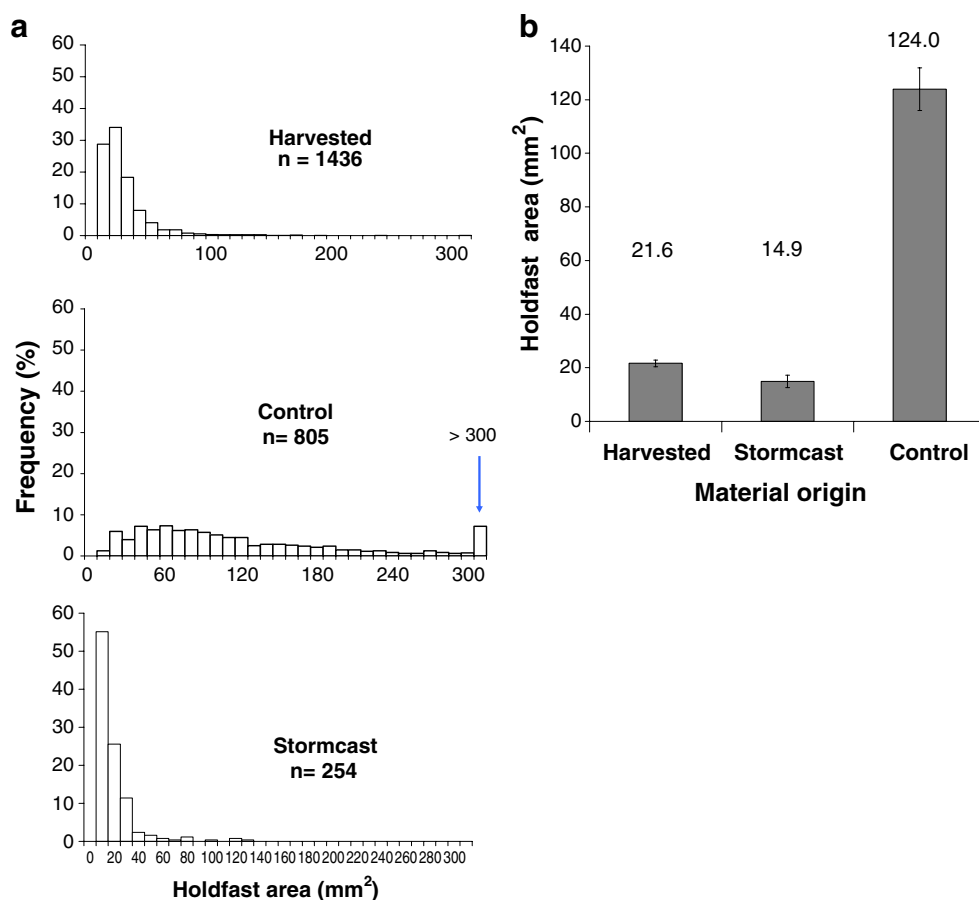 a
60
50
40
30
20
10
0
Harvested
n = 1436
0 100 200 300
Frequency (%)
60
50
40
30
20
10
0
Control
n= 805
> 300
0 60 120 180 240 300
60
50
40
30
20
10
0
Stormcast
n= 254
0 20 40 60 80 100 120 140 160 180 200 220 240 260 280 300
Holdfast area (mm²)
b
Holdfast area (mm²)
140
120
100
80
60
40
20
0
124.0
21.6 14.9
Harvested Stormcast Control
Material origin